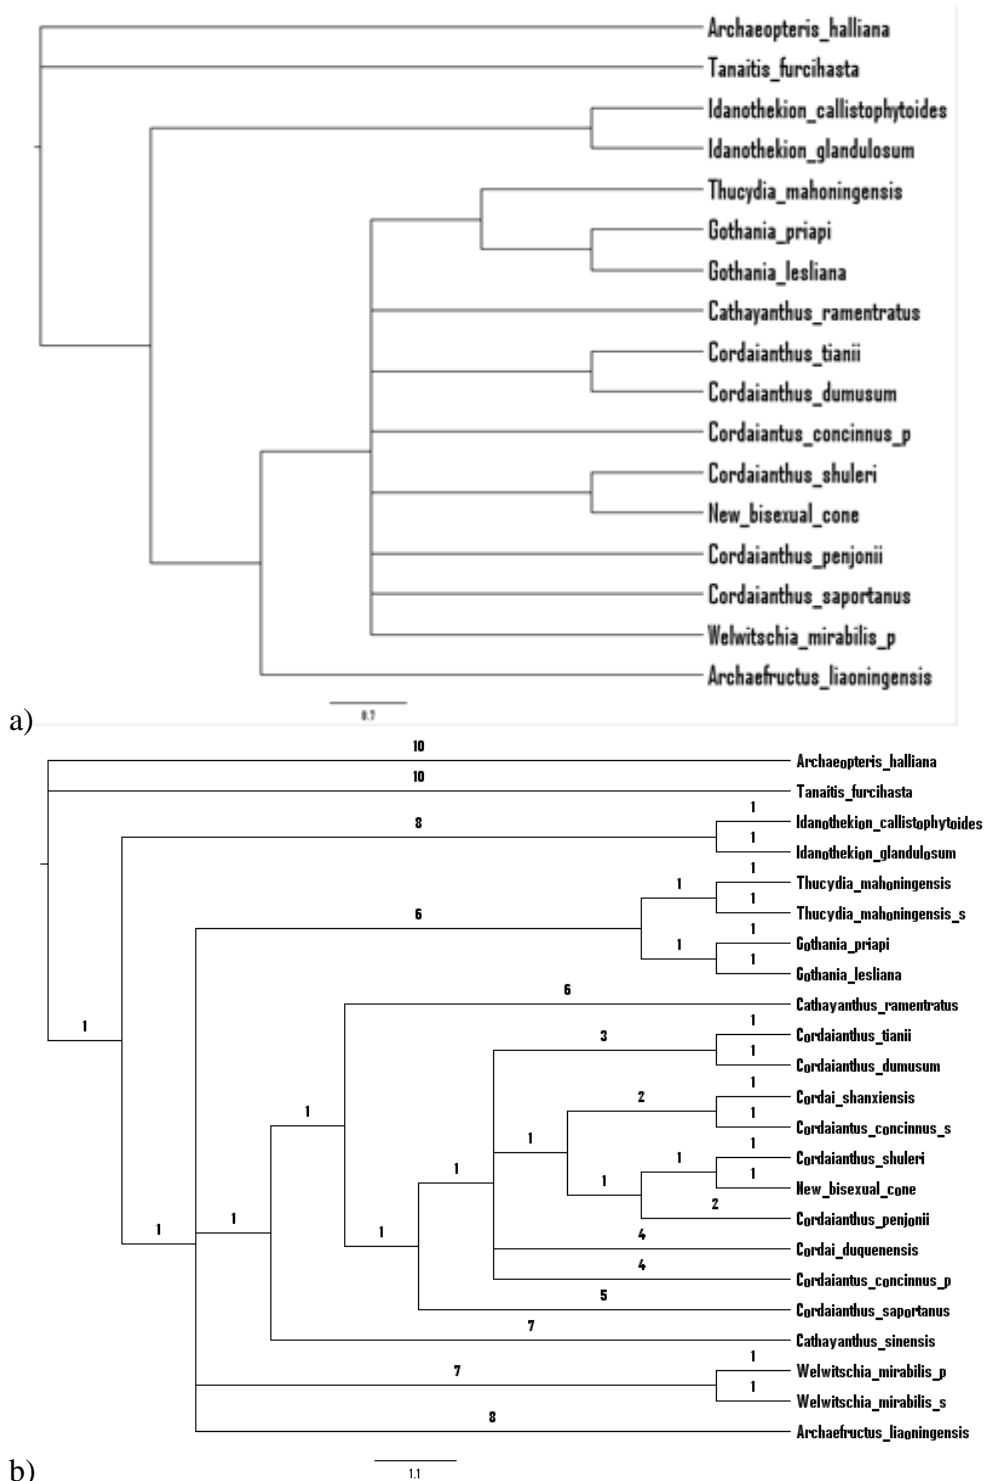 Archaeopteris_halliana
Tanaitis_furcihasta
Idanothekion_callistophytoides
Idanothekion_glandulosum
Thucydia_mahoningensis
Gothania_priapi
Gothania_lesliana
Cathayanthus_ramentratus
Cordaianthus_tianii
Cordaianthus_dumusum
Cordaiantus_concinnus_p
Cordaianthus_shuleri
New_bisexual_cone
Cordaianthus_penjonii
Cordaianthus_saportanus
Welwitschia_mirabilis_p
Archaefructus_liaoningensis
0.7
a)
10
Archaeopteris_halliana
10
Tanaitis_furcihasta
1
8 Idanothekion_callistophytoides
1
Idanothekion_glandulosum
1
1 Thucydia_mahoningensis
1
6 Thucydia_mahoningensis_s
1
1 Gothania_priapi
1
Gothania_lesliana
6
Cathayanthus_ramentratus
1
1 3 Cordaianthus_tianii
1
Cordaianthus_dumusum
1
2 Cordai_shanxiensis
1 1
1 Cordaiantus_concinnus_s
1
1 1 Cordaianthus_shuleri
1
1 New_bisexual_cone
2
1 1 Cordaianthus_penjonii
1 1 4
Cordai_duquenensis
4
Cordaiantus_concinnus_p
5
Cordaianthus_saportanus
7
Cathayanthus_sinensis
1
7 Welwitschia_mirabilis_p
1
Welwitschia_mirabilis_s
8
Archaefructus_liaoningensis
1.1
b)